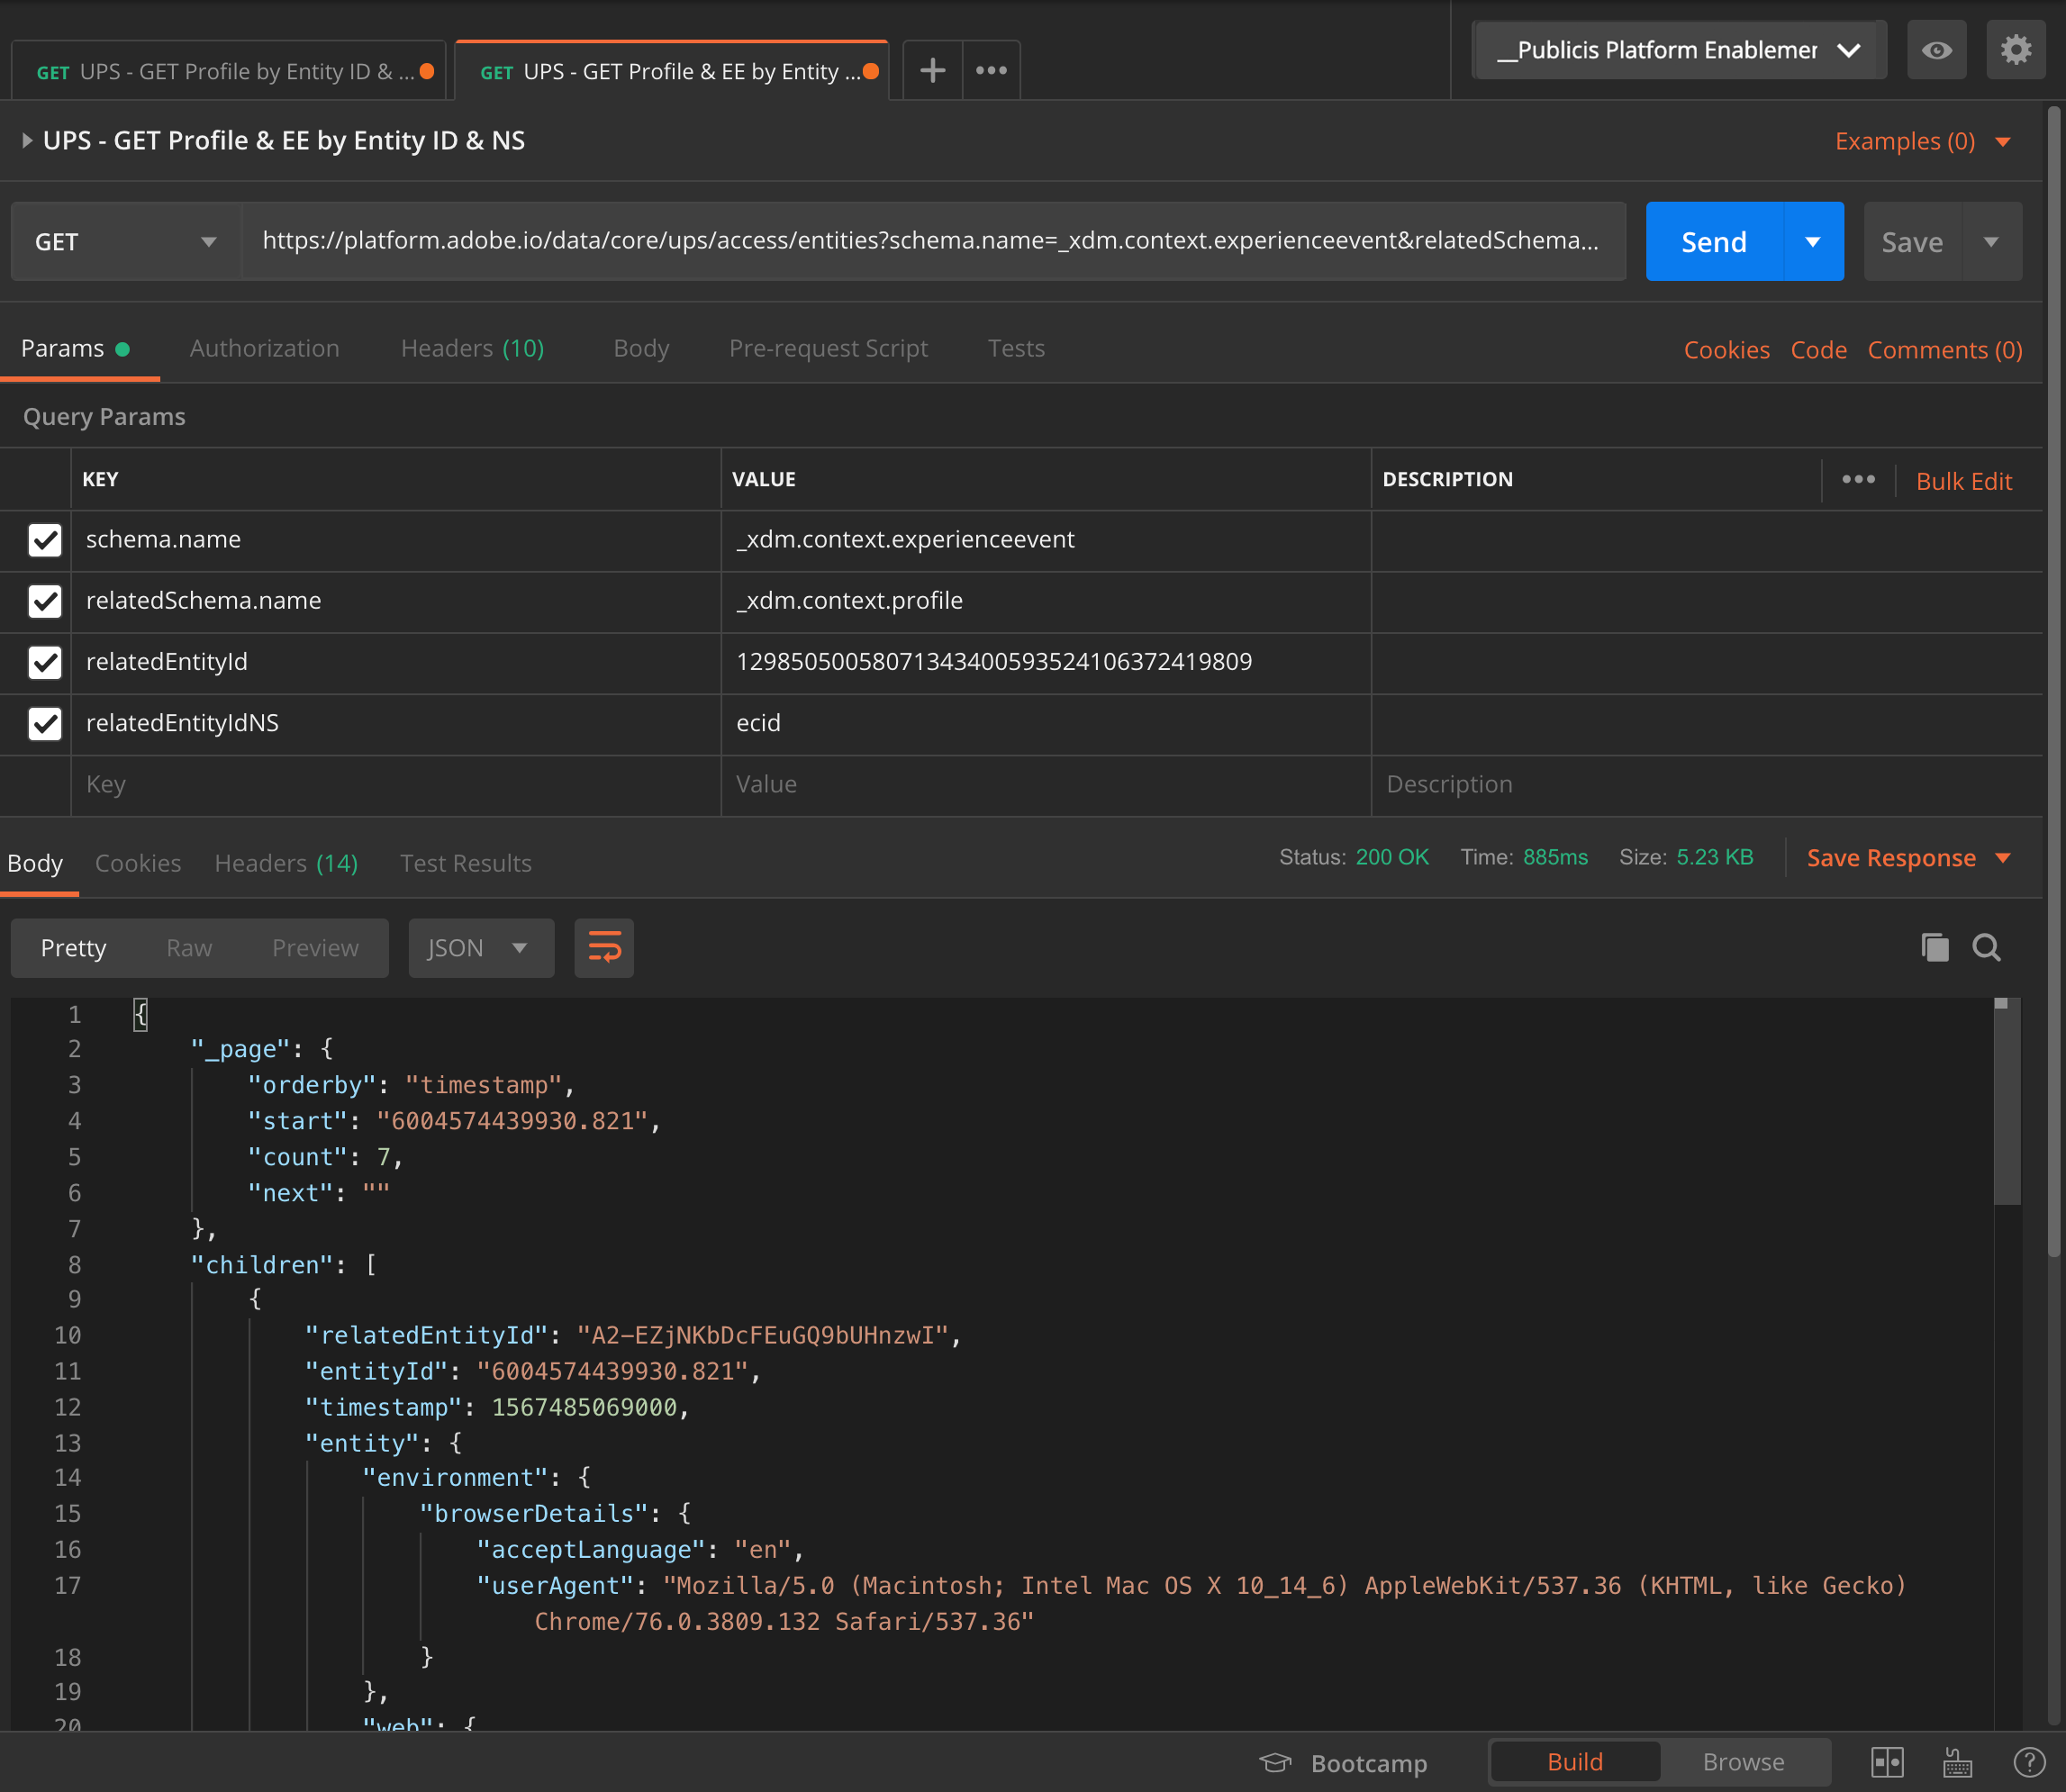 GET UPS - GET Profile by Entity ID & ...
GET UPS - GET Profile & EE by Entity ...
__Publicis Platform Enablemer
UPS - GET Profile & EE by Entity ID & NS
Examples (0)
GET
https://platform.adobe.io/data/core/ups/access/entities?schema.name=_xdm.context.experienceevent&relatedSchema...
Send
Save
Params
Authorization
Headers (10)
Body
Pre-request Script
Tests
Cookies
Code
Comments (0)
Query Params
KEY VALUE DESCRIPTION
Bulk Edit
schema.name _xdm.context.experienceevent
relatedSchema.name _xdm.context.profile
relatedEntityId 12985050058071343400593524106372419809
relatedEntityIdNS ecid
Key Value Description
Body
Cookies
Headers (14)
Test Results
Status: 200 OK
Time: 885ms
Size: 5.23 KB
Save Response
Pretty
Raw
Preview
JSON
1 {
2 "_page": {
3 "orderby": "timestamp",
4 "start": "6004574439930.821",
5 "count": 7,
6 "next": ""
7 },
8 "children": [
9 {
10 "relatedEntityId": "A2-EZjNKbDcFEuGQ9bUHnzwI",
11 "entityId": "6004574439930.821",
12 "timestamp": 1567485069000,
13 "entity": {
14 "environment": {
15 "browserDetails": {
16 "acceptLanguage": "en",
17 "userAgent": "Mozilla/5.0 (Macintosh; Intel Mac OS X 10_14_6) AppleWebKit/537.36 (KHTML, like Gecko)
Chrome/76.0.3809.132 Safari/537.36"
18 }
19 },
20 "web": {
Bootcamp
Build
Browse